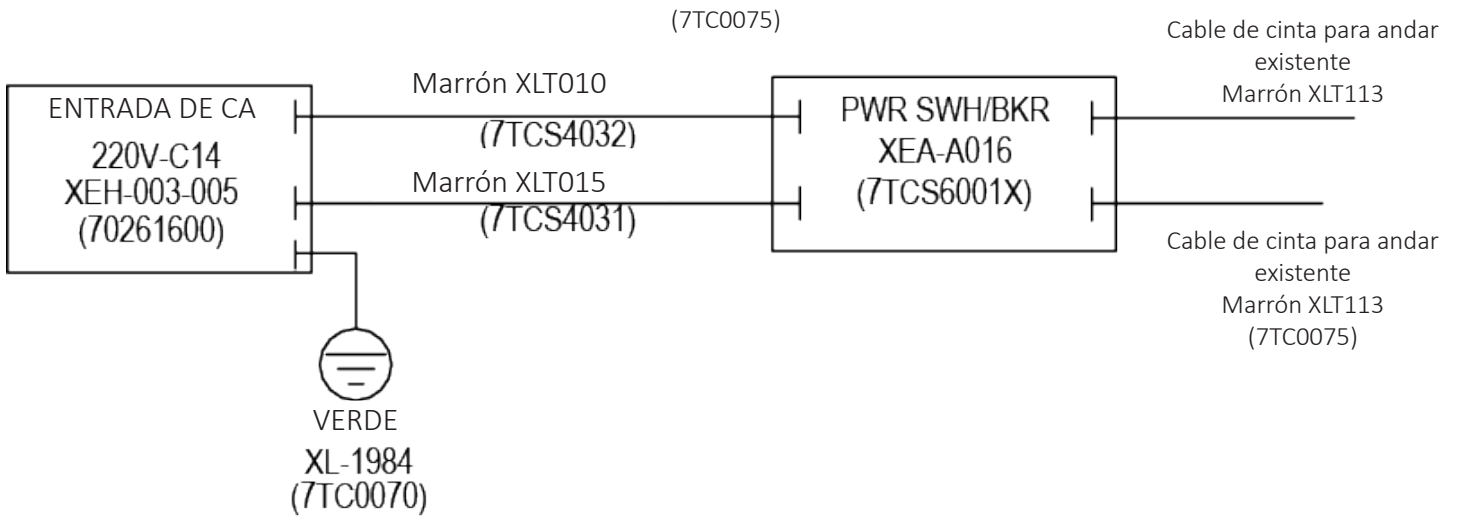 (7TC0075)
Cable de cinta para andar
existente
Marrón XLT113
Marrón XLT010
(7TCS4032)
ENTRADA DE CA
220V-C14
XEH-003-005
(70261600)
PWR SWH/BKR
XEA-A016
(7TCS6001X)
Marrón XLT015
(7TCS4031)
Cable de cinta para andar
existente
Marrón XLT113
(7TC0075)
VERDE
XL-1984
(7TC0070)